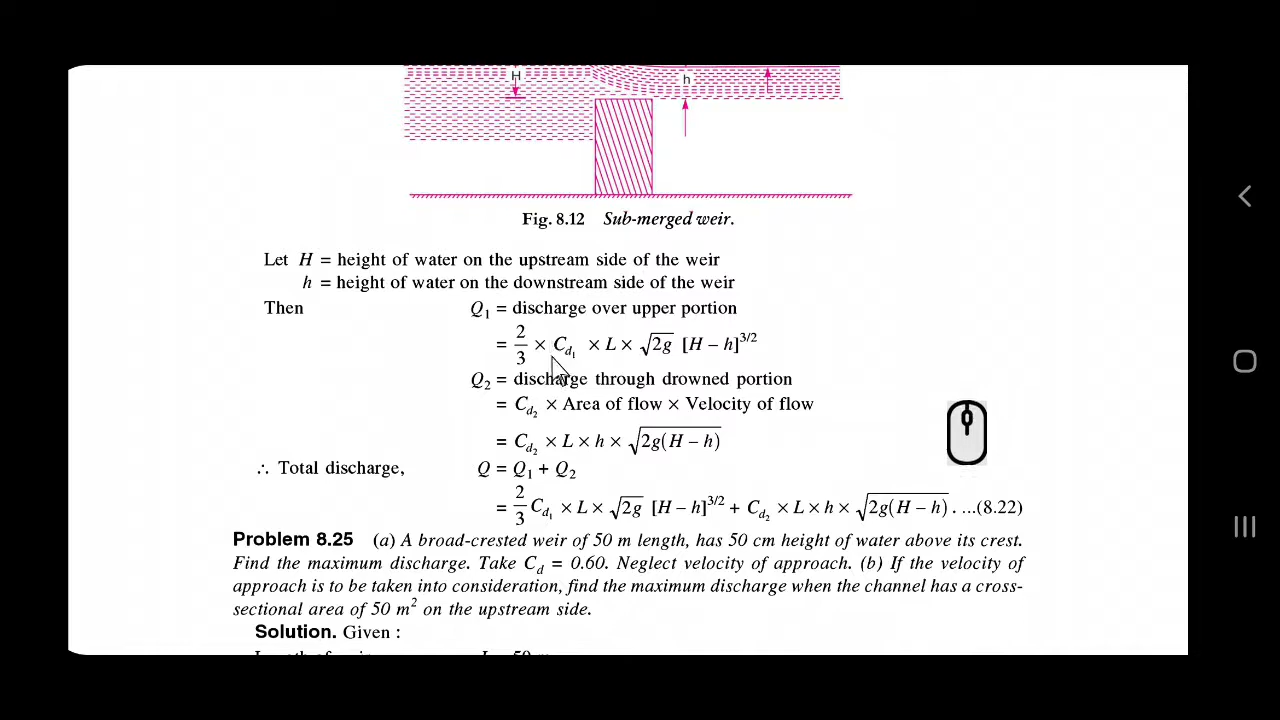 H
h
Fig. 8.12 Sub-merged weir.
Let H = height of water on the upstream side of the weir
h = height of water on the downstream side of the weir
Then Q₁ = discharge over upper portion
= 2/3 × C_d₁ × L × √2g [H – h]^3/2
Q₂ = discharge through drowned portion
= C_d₂ × Area of flow × Velocity of flow
= C_d₂ × L × h × √2g(H – h)
∴ Total discharge, Q = Q₁ + Q₂
= 2/3 C_d₁ × L × √2g [H – h]^3/2 + C_d₂ × L × h × √2g(H – h) . ...(8.22)
Problem 8.25 (a) A broad-crested weir of 50 m length, has 50 cm height of water above its crest.
Find the maximum discharge. Take C_d = 0.60. Neglect velocity of approach. (b) If the velocity of
approach is to be taken into consideration, find the maximum discharge when the channel has a cross-
sectional area of 50 m² on the upstream side.
Solution. Given :